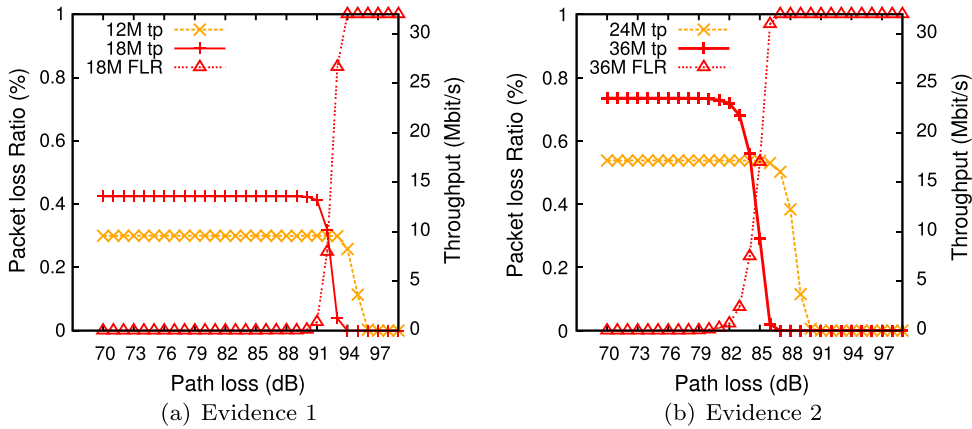 12M tp
18M tp
18M FLR
1
0.8
0.6
0.4
0.2
0
Packet loss Ratio (%)
30
25
20
15
10
5
0
Throughput (Mbit/s)
70 73 76 79 82 85 88 91 94 97
Path loss (dB)
(a) Evidence 1
24M tp
36M tp
36M FLR
1
0.8
0.6
0.4
0.2
0
Packet loss Ratio (%)
30
25
20
15
10
5
0
Throughput (Mbit/s)
70 73 76 79 82 85 88 91 94 97
Path loss (dB)
(b) Evidence 2